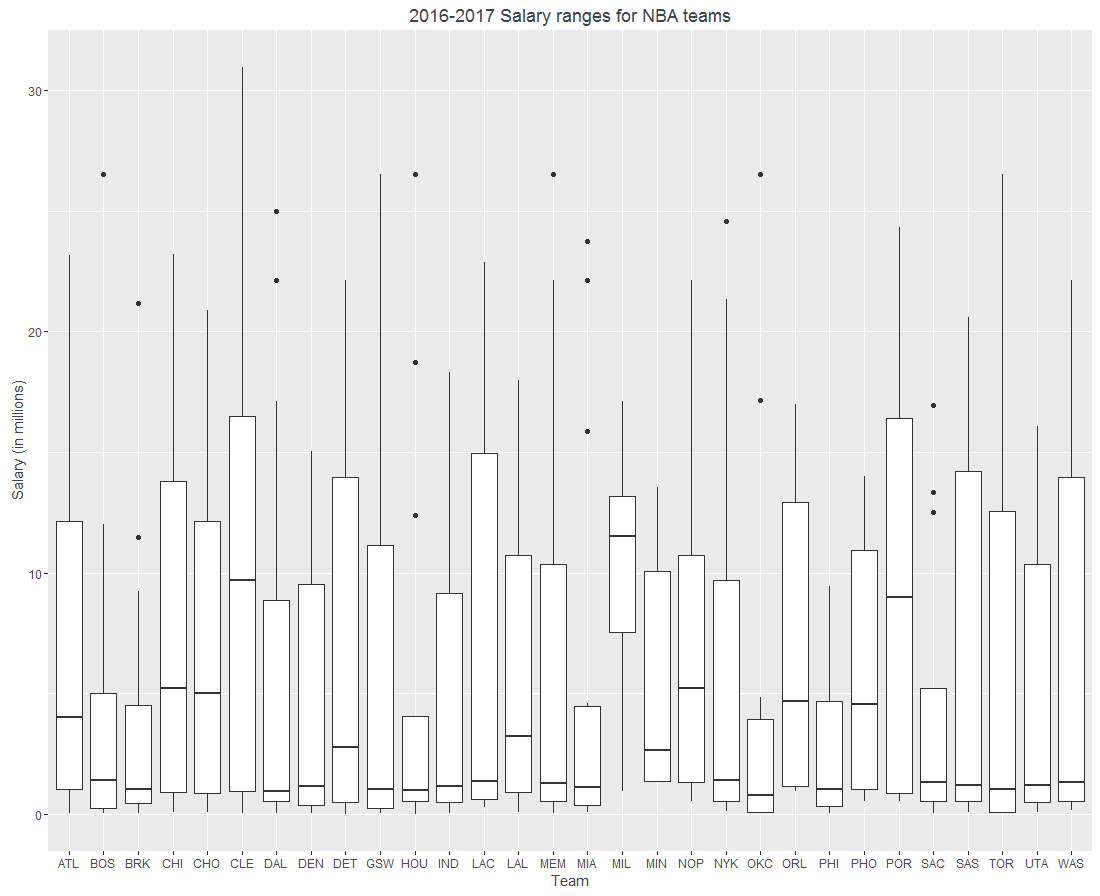 2016-2017 Salary ranges for NBA teams
30
20
10
0
Salary (in millions)
ATL BOS BRK CHI CHO CLE DAL DEN DET GSW HOU IND LAC LAL MEM MIA MIL MIN NOP NYK OKC ORL PHI PHO POR SAC SAS TOR UTA WAS
Team